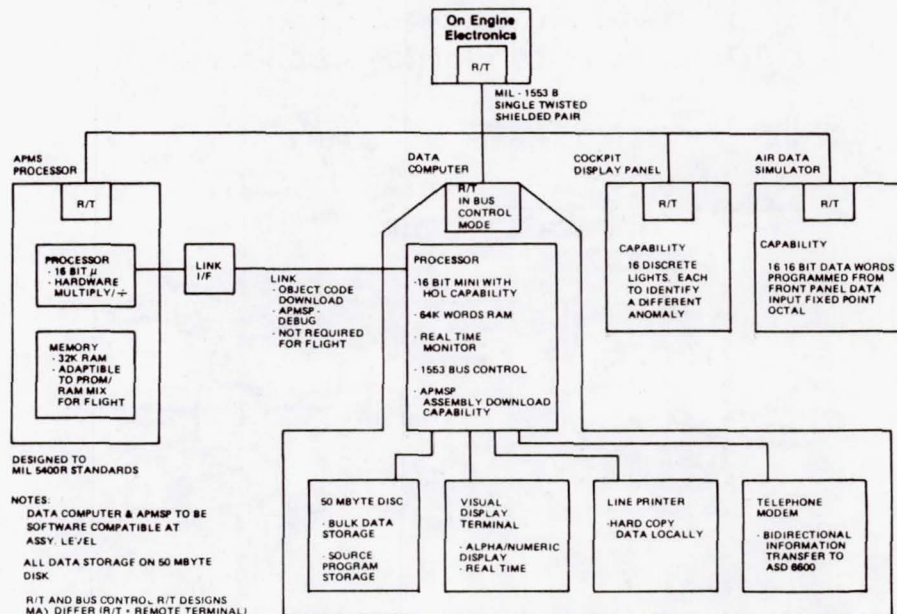 On Engine
Electronics
R/T
MIL - 1553 B
SINGLE TWISTED
SHIELDED PAIR
APMS
PROCESSOR
R/T
PROCESSOR
· 16 BIT μ
· HARDWARE
MULTIPLY/÷
MEMORY
· 32K RAM
· ADAPTIBLE
TO PROM/
RAM MIX
FOR FLIGHT
DESIGNED TO
MIL 5400R STANDARDS
LINK
I/F
LINK
· OBJECT CODE
DOWNLOAD
· APMSP -
DEBUG
· NOT REQUIRED
FOR FLIGHT
DATA
COMPUTER
R/T
IN BUS
CONTROL
MODE
PROCESSOR
· 16 BIT MINI WITH
HOL CAPABILITY
· 64K WORDS RAM
· REAL TIME
MONITOR
· 1553 BUS CONTROL
· APMSP
ASSEMBLY DOWNLOAD
CAPABILITY
COCKPIT
DISPLAY PANEL
R/T
CAPABILITY
16 DISCRETE
LIGHTS. EACH
TO IDENTIFY
A DIFFERENT
ANOMALY
AIR DATA
SIMULATOR
R/T
CAPABILITY
16 16 BIT DATA WORDS
PROGRAMMED FROM
FRONT PANEL DATA
INPUT FIXED POINT
OCTAL
50 MBYTE DISC
· BULK DATA
STORAGE
· SOURCE
PROGRAM
STORAGE
VISUAL
DISPLAY
TERMINAL
· ALPHA/NUMERIC
DISPLAY
· REAL TIME
LINE PRINTER
· HARD COPY
DATA LOCALLY
TELEPHONE
MODEM
· BIDIRECTIONAL
INFORMATION
TRANSFER TO
ASD 6600
NOTES:
DATA COMPUTER & APMSP TO BE
SOFTWARE COMPATIBLE AT
ASSY. LEVEL
ALL DATA STORAGE ON 50 MBYTE
DISK
R/T AND BUS CONTROL R/T DESIGNS
MAY DIFFER (R/T = REMOTE TERMINAL)